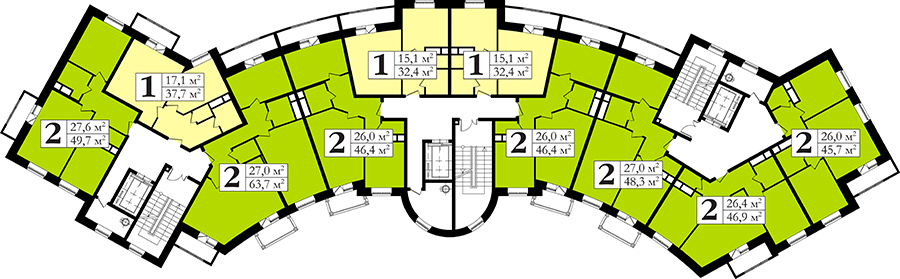 1 17,1 м²
37,7 м²
2 27,6 м²
49,7 м²
2 27,0 м²
63,7 м²
2 26,0 м²
46,4 м²
1 15,1 м²
32,4 м²
1 15,1 м²
32,4 м²
2 26,0 м²
46,4 м²
2 27,0 м²
48,3 м²
2 26,4 м²
46,9 м²
2 26,0 м²
45,7 м²